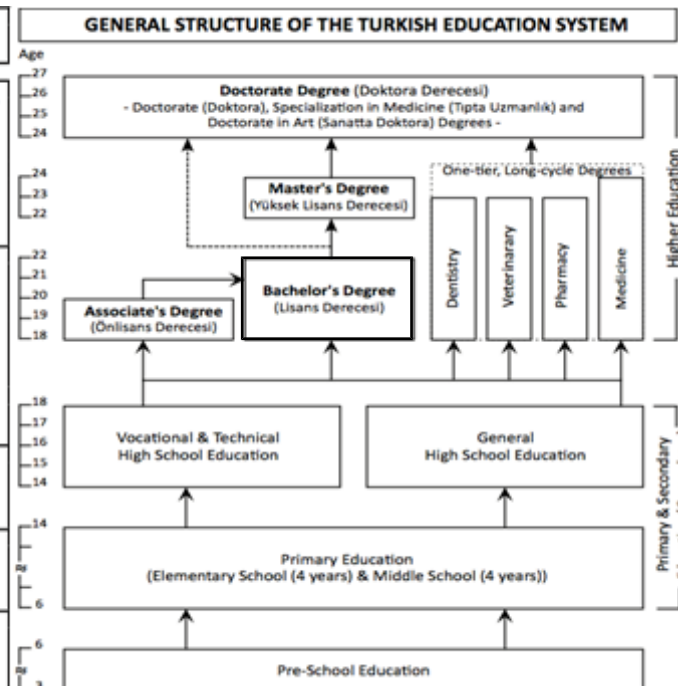 GENERAL STRUCTURE OF THE TURKISH EDUCATION SYSTEM
Age
27
26
25
24
Doctorate Degree (Doktora Derecesi)
- Doctorate (Doktora), Specialization in Medicine (Tıpta Uzmanlık) and
Doctorate in Art (Sanatta Doktora) Degrees -
24
23
22
Master's Degree
(Yüksek Lisans Derecesi)
One-tier, Long-cycle Degrees
Dentistry
Veterinarary
Pharmacy
Medicine
Higher Education
22
21
20
19
18
Bachelor's Degree
(Lisans Derecesi)
Associate's Degree
(Önlisans Derecesi)
18
17
16
15
14
Vocational & Technical
High School Education
General
High School Education
Primary & Secondary
14
≈
6
Primary Education
(Elementary School (4 years) & Middle School (4 years))
6
≈
3
Pre-School Education